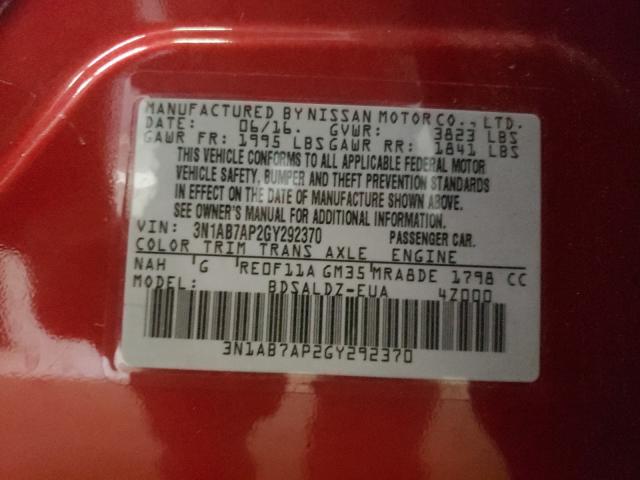 MANUFACTURED BY NISSAN MOTOR CO., LTD.
DATE: 06/16. GVWR: 3823 LBS
GAWR FR: 1995 LBS GAWR RR: 1841 LBS
THIS VEHICLE CONFORMS TO ALL APPLICABLE FEDERAL MOTOR
VEHICLE SAFETY, BUMPER AND THEFT PREVENTION STANDARDS
IN EFFECT ON THE DATE OF MANUFACTURE SHOWN ABOVE.
SEE OWNER'S MANUAL FOR ADDITIONAL INFORMATION.
VIN: 3N1AB7AP2GY292370 PASSENGER CAR.
COLOR TRIM TRANS AXLE ENGINE
NAH G RE0F11A GM35 MRA8DE 1798 CC
MODEL: BDSALDZ-EUA 4Z000
3N1AB7AP2GY292370